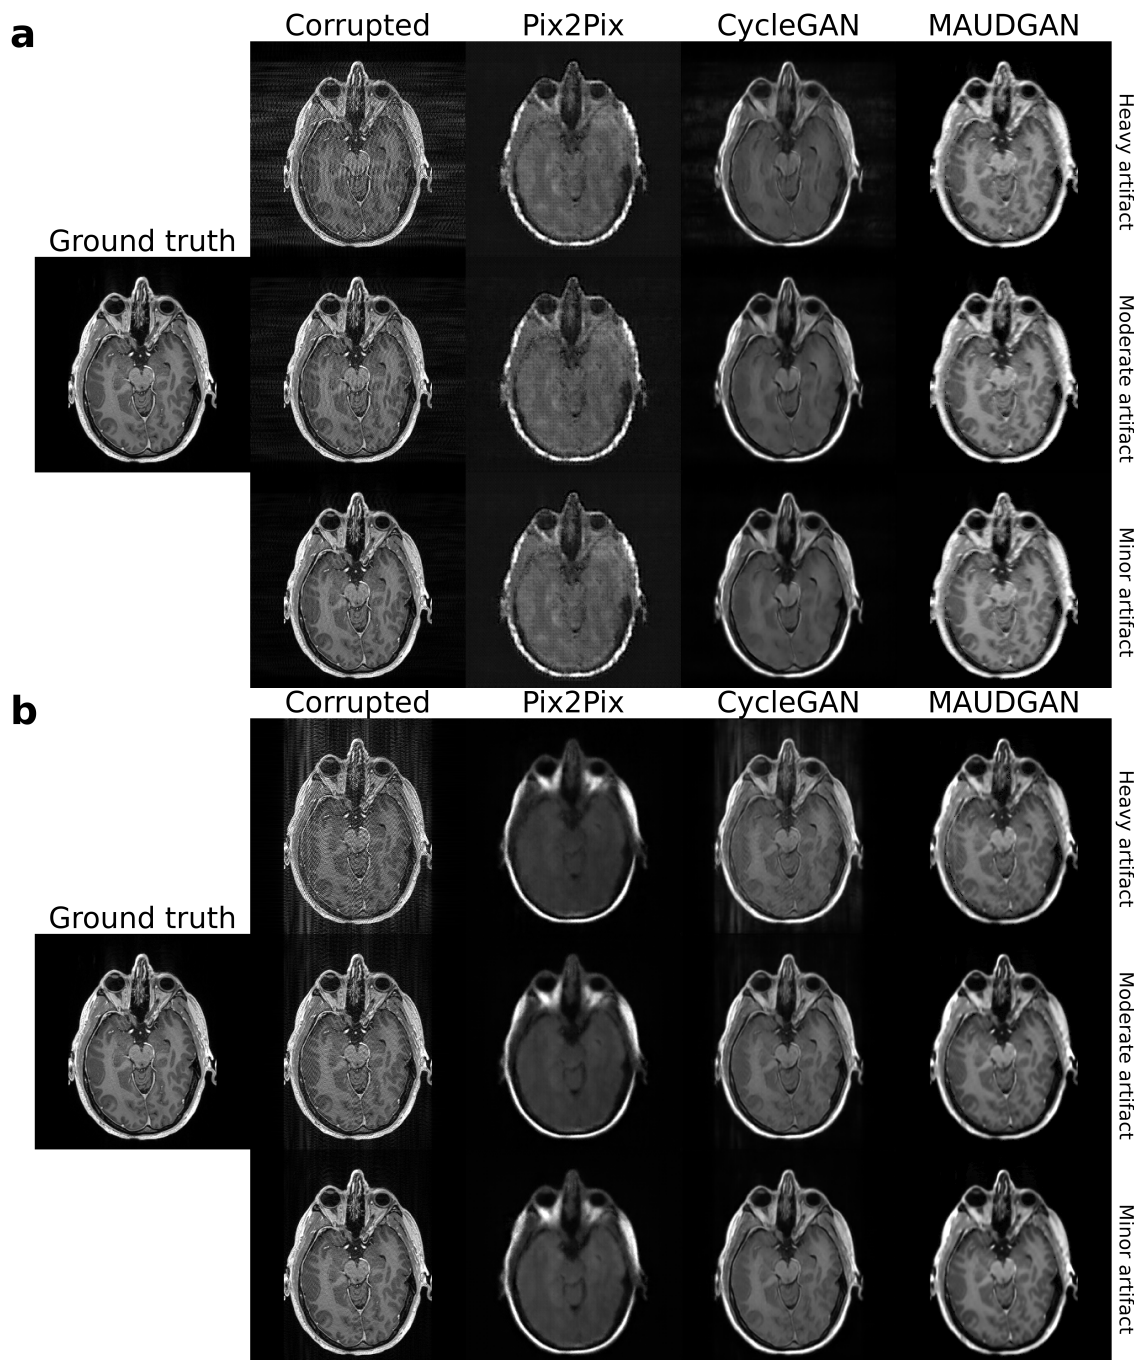 a
Corrupted
Pix2Pix
CycleGAN
MAUDGAN
Heavy artifact
Ground truth
Moderate artifact
Minor artifact
b
Corrupted
Pix2Pix
CycleGAN
MAUDGAN
Heavy artifact
Ground truth
Moderate artifact
Minor artifact